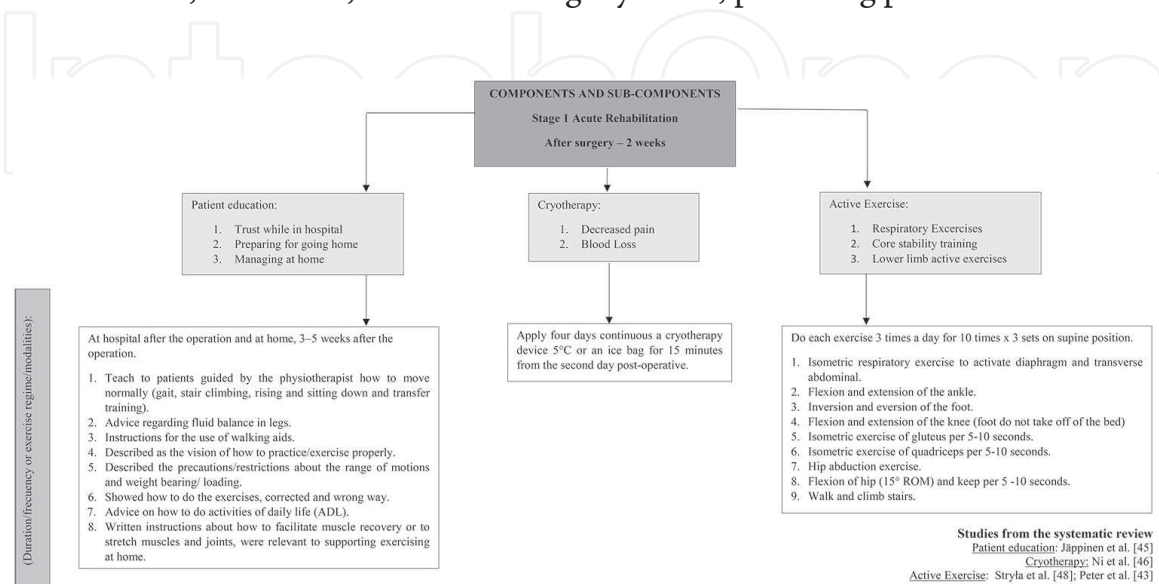 IntechOpen
COMPONENTS AND SUB-COMPONENTS
Stage 1 Acute Rehabilitation
After surgery – 2 weeks
Patient education:
1. Trust while in hospital
2. Preparing for going home
3. Managing at home
Cryotherapy:
1. Decreased pain
2. Blood Loss
Active Exercise:
1. Respiratory Excercises
2. Core stability training
3. Lower limb active exercises
(Duration/frecuency or exercise regime/modalities):
At hospital after the operation and at home, 3–5 weeks after the
operation.
1. Teach to patients guided by the physiotherapist how to move
normally (gait, stair climbing, rising and sitting down and transfer
training).
2. Advice regarding fluid balance in legs.
3. Instructions for the use of walking aids.
4. Described as the vision of how to practice/exercise properly.
5. Described the precautions/restrictions about the range of motions
and weight bearing/ loading.
6. Showed how to do the exercises, corrected and wrong way.
7. Advice on how to do activities of daily life (ADL).
8. Written instructions about how to facilitate muscle recovery or to
stretch muscles and joints, were relevant to supporting exercising
at home.
Apply four days continuous a cryotherapy
device 5°C or an ice bag for 15 minutes
from the second day post-operative.
Do each exercise 3 times a day for 10 times x 3 sets on supine position.
1. Isometric respiratory exercise to activate diaphragm and transverse
abdominal.
2. Flexion and extension of the ankle.
3. Inversion and eversion of the foot.
4. Flexion and extension of the knee (foot do not take off of the bed)
5. Isometric exercise of gluteus per 5-10 seconds.
6. Isometric exercise of quadriceps per 5-10 seconds.
7. Hip abduction exercise.
8. Flexion of hip (15° ROM) and keep per 5 -10 seconds.
9. Walk and climb stairs.
Studies from the systematic review
Patient education: Jäppinen et al. [45]
Cryotherapy: Ni et al. [46]
Active Exercise: Stryła et al. [48]; Peter et al. [43]